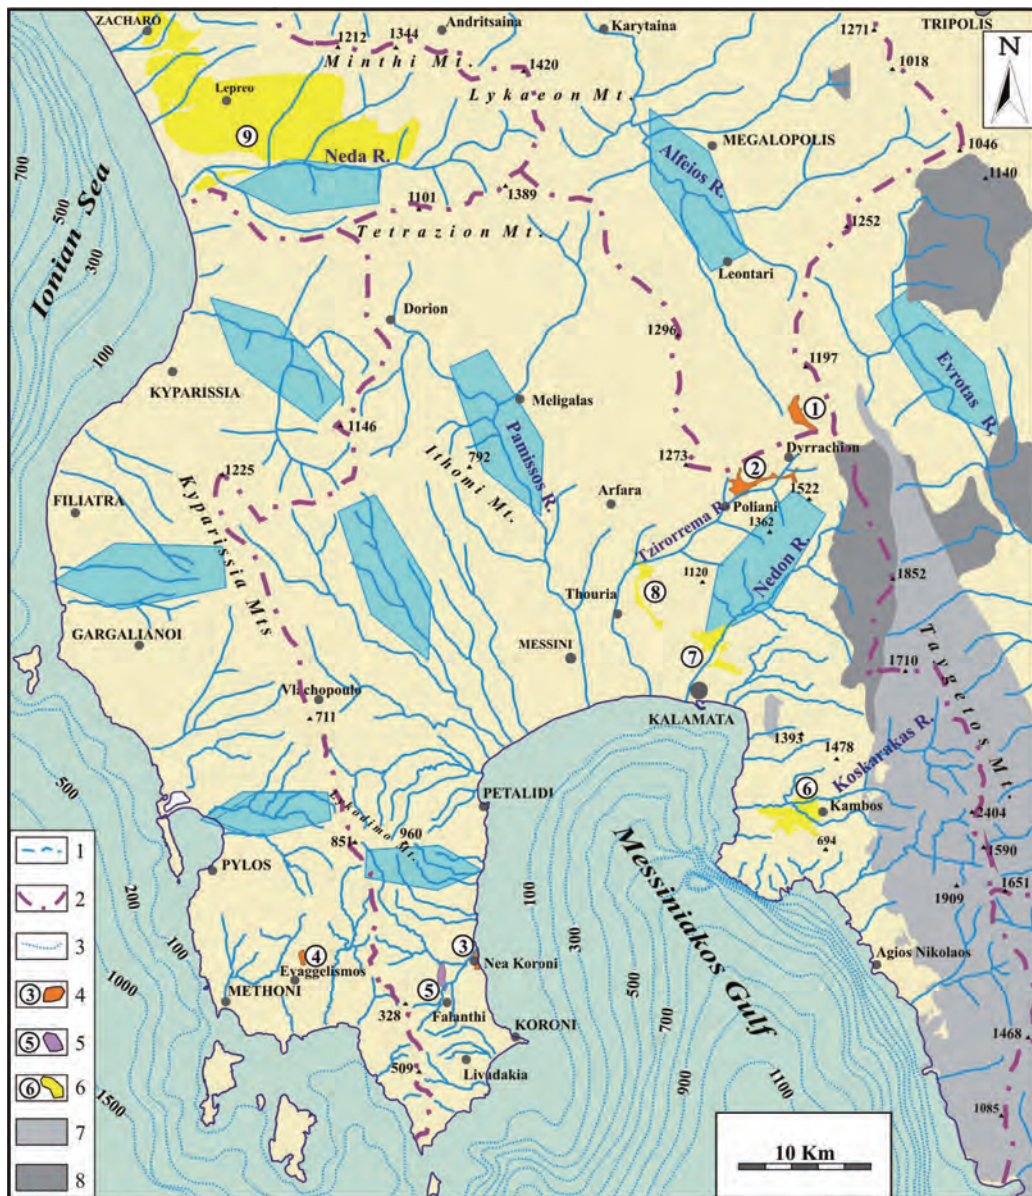 ZACHARO
Andritsaina
Karytaina
1271
TRIPOLIS
1212
1344
Minthi Mt.
1420
1018
N
Lepreo
Lykaeon Mt.
700
9
MEGALOPOLIS
1046
Neda R.
Alfeios R.
1140
500
1101
1389
300
Tetrazion Mt.
1252
Ionian Sea
Leontari
100
Dorion
1296
1197
Evrotas R.
KYPARISSIA
Meligalas
1
1146
Pamissos R.
792
Dyrrachion
1225
Ithomi Mt.
1273
2
Kyparissia Mts
Arfara
1522
FILIATRA
Poliani
Tzirorrema R.
1362
Nedon R.
1120
1852
Thouria
8
GARGALIANOI
MESSINI
7
Taygetos Mt.
1710
Vlachopoulo
711
KALAMATA
1393
1478
Koskarakas R.
500
6
PETALIDI
Kambos
2404
960
851
694
1590
PYLOS
Messiniakos Gulf
1651
200
100
1909
100
300
3
4
Nea Koroni
Agios Nikolaos
Evaggelismos
1000
METHONI
5
500
328
Falanthi
KORONI
700
1468
509
Livadakia
900
1100
1500
1085
10 Km
1
2
3
3 4
5 5
6 6
7
8